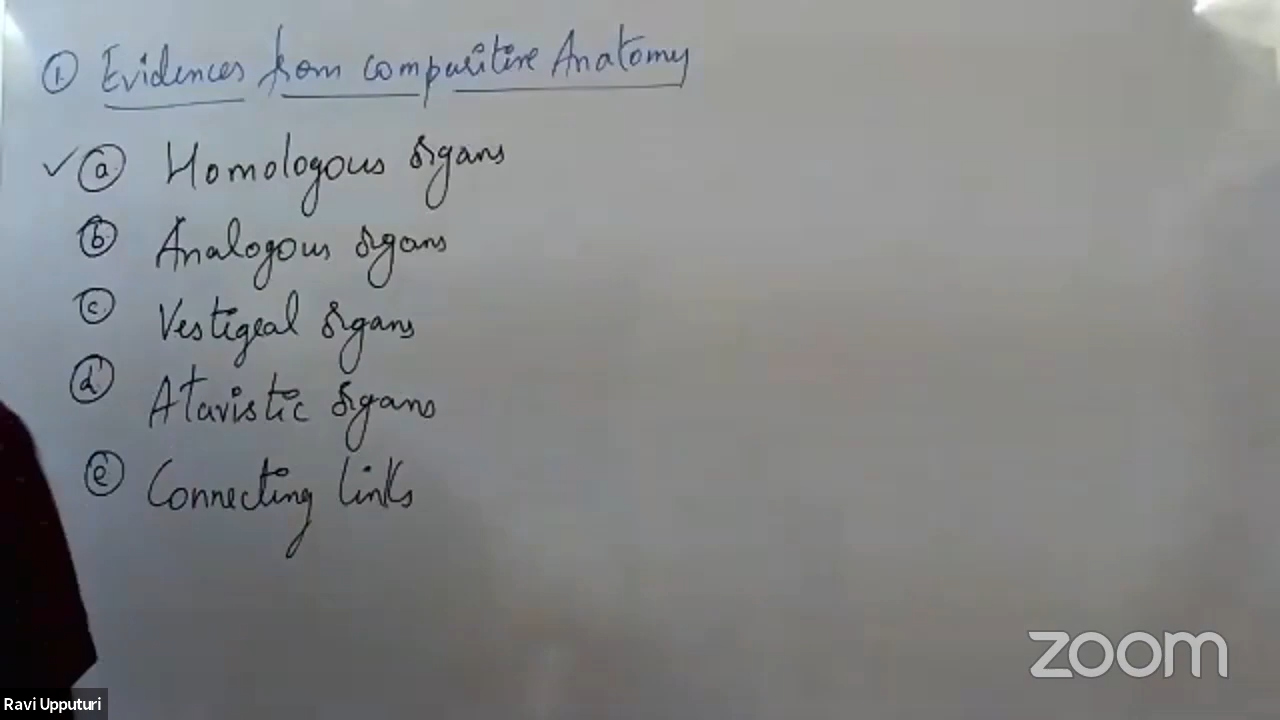 ① Evidences from comparitive Anatomy
✓ ⓐ Homologous organs
ⓑ Analogous organs
ⓒ Vestigeal organs
ⓓ Atavistic organs
ⓔ Connecting links
zoom
Ravi Upputuri